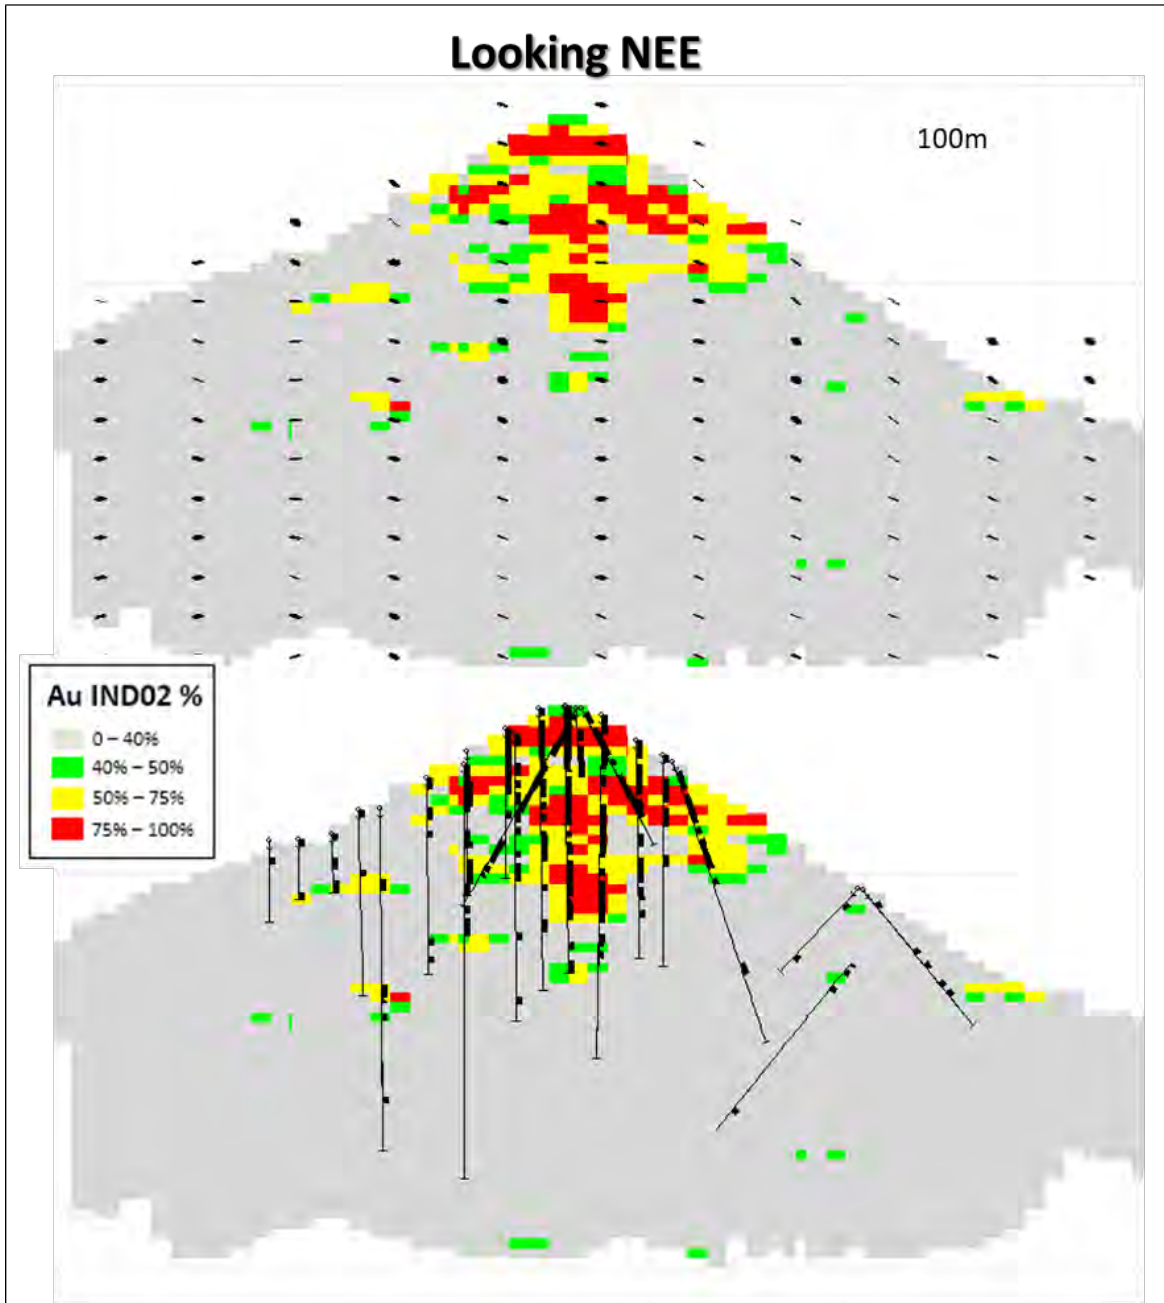 Looking NEE
100m
Au IND02 %
0 – 40%
40% – 50%
50% – 75%
75% – 100%